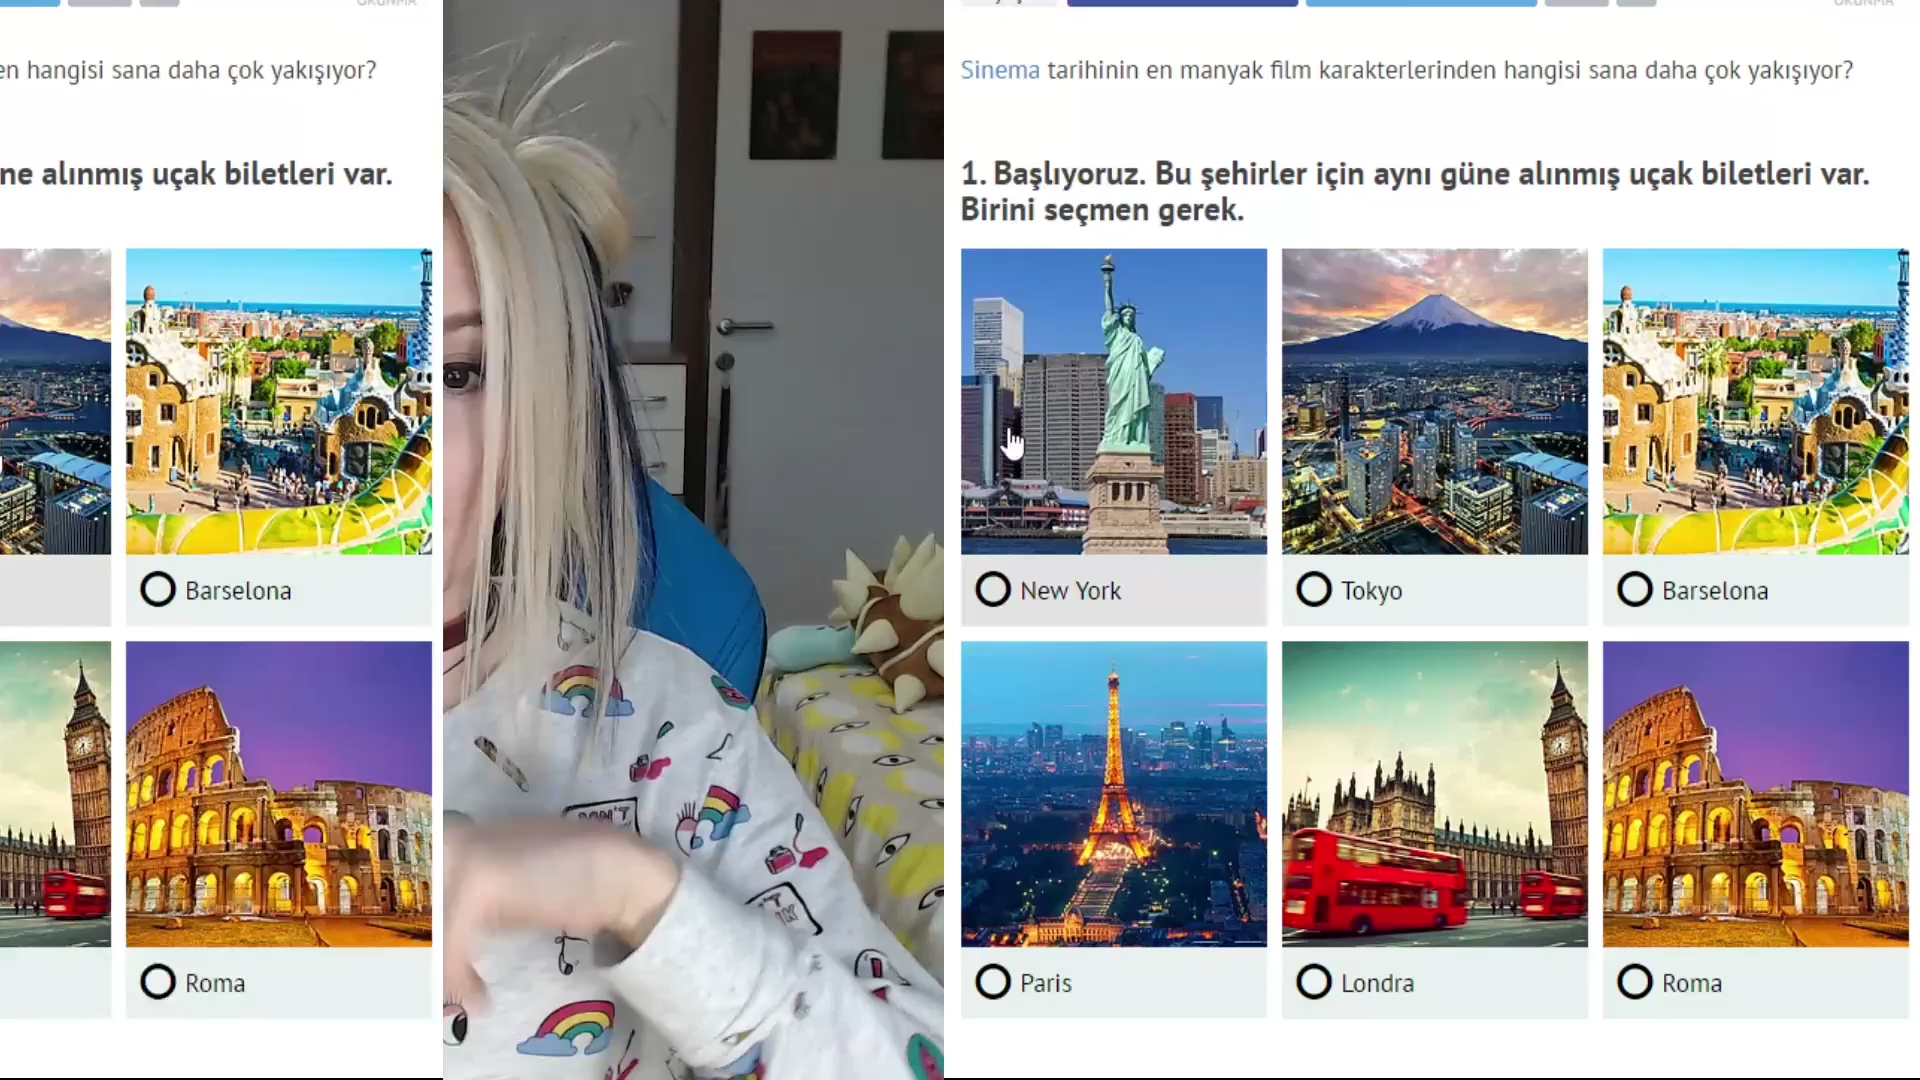 OKUNMA
en hangisi sana daha çok yakışıyor?
ne alınmış uçak biletleri var.
Barselona
Roma
OKUNMA
Sinema tarihinin en manyak film karakterlerinden hangisi sana daha çok yakışıyor?
1. Başlıyoruz. Bu şehirler için aynı güne alınmış uçak biletleri var.
Birini seçmen gerek.
New York
Tokyo
Barselona
Paris
Londra
Roma